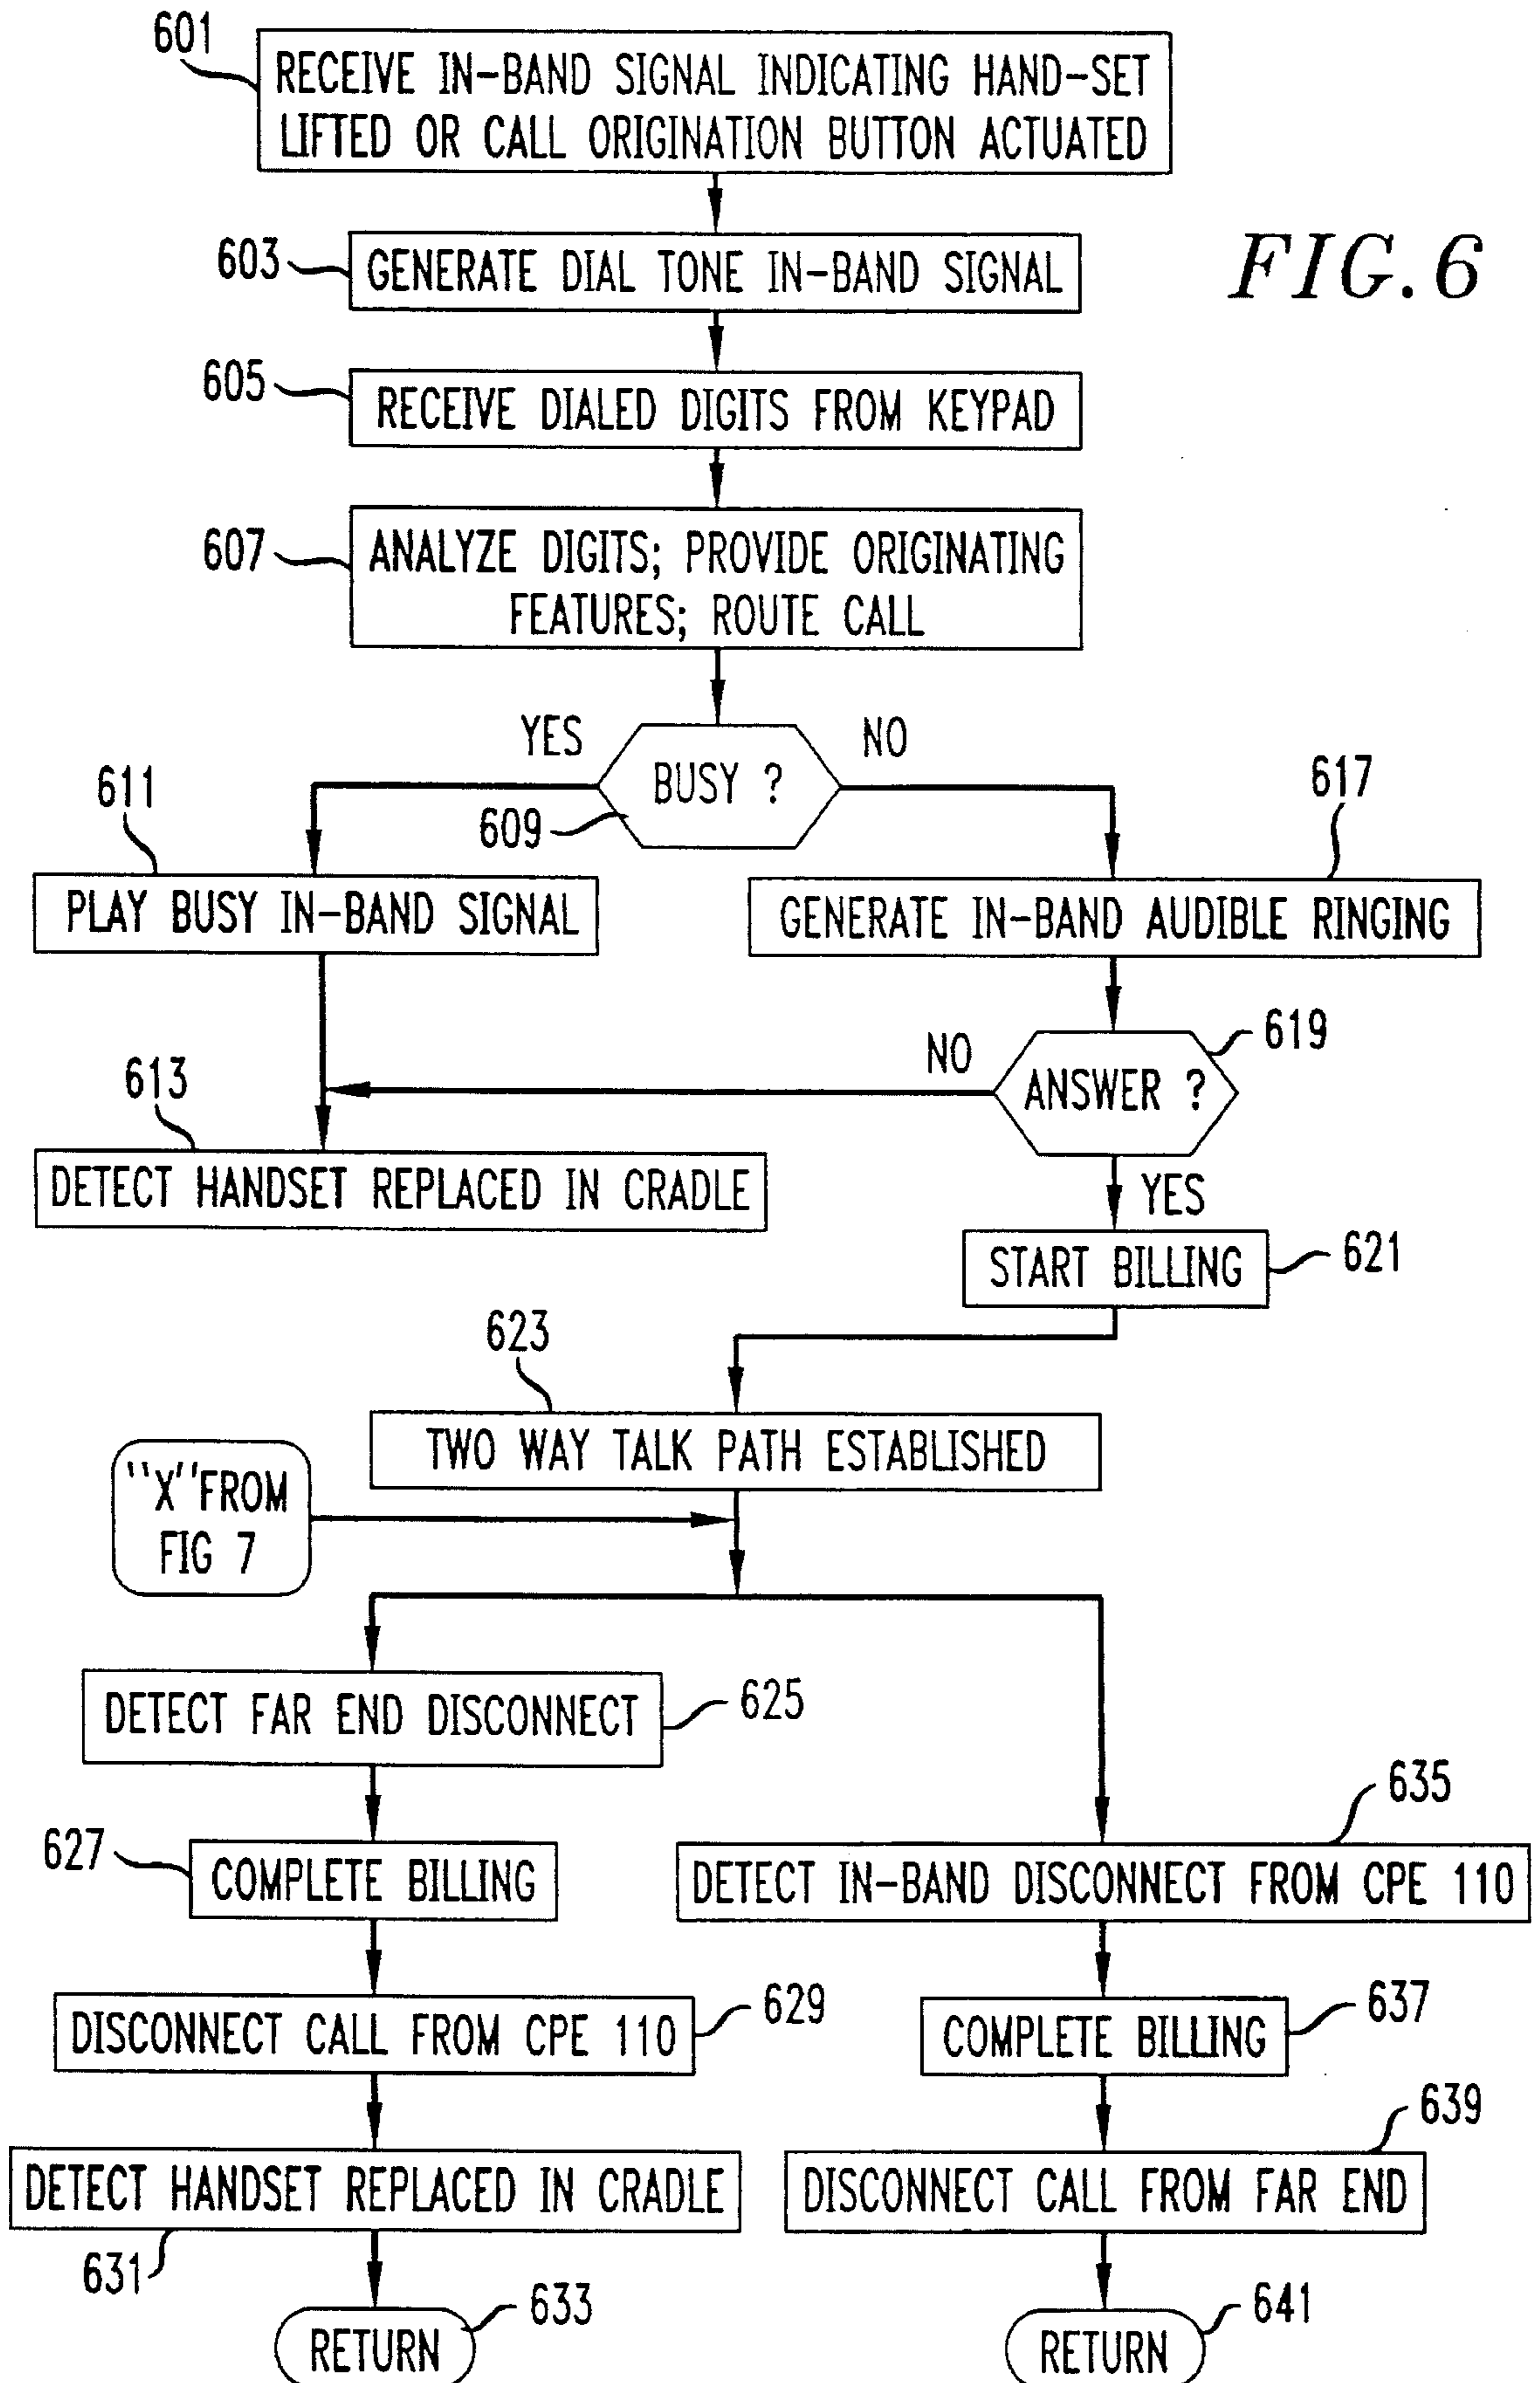 601
RECEIVE IN-BAND SIGNAL INDICATING HAND-SET
LIFTED OR CALL ORIGINATION BUTTON ACTUATED
603
GENERATE DIAL TONE IN-BAND SIGNAL
FIG. 6
605
RECEIVE DIALED DIGITS FROM KEYPAD
607
ANALYZE DIGITS; PROVIDE ORIGINATING
FEATURES; ROUTE CALL
YES
NO
BUSY ?
609
611
617
PLAY BUSY IN-BAND SIGNAL
GENERATE IN-BAND AUDIBLE RINGING
619
NO
ANSWER ?
613
DETECT HANDSET REPLACED IN CRADLE
YES
START BILLING
621
623
TWO WAY TALK PATH ESTABLISHED
"X" FROM
FIG 7
DETECT FAR END DISCONNECT
625
635
627
COMPLETE BILLING
DETECT IN-BAND DISCONNECT FROM CPE 110
629
DISCONNECT CALL FROM CPE 110
637
COMPLETE BILLING
639
DETECT HANDSET REPLACED IN CRADLE
DISCONNECT CALL FROM FAR END
631
633
RETURN
641
RETURN